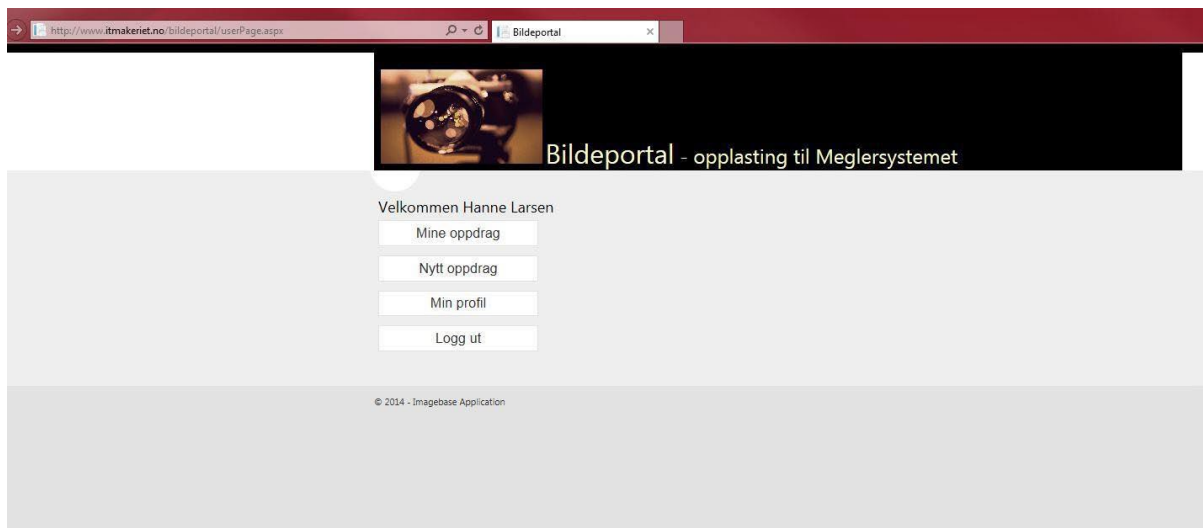 http://www.itmakeriet.no/bildeportal/userPage.aspx
Bildeportal
Bildeportal - opplasting til Meglersystemet
Velkommen Hanne Larsen
Mine oppdrag
Nytt oppdrag
Min profil
Logg ut
© 2014 - Imagebase Application